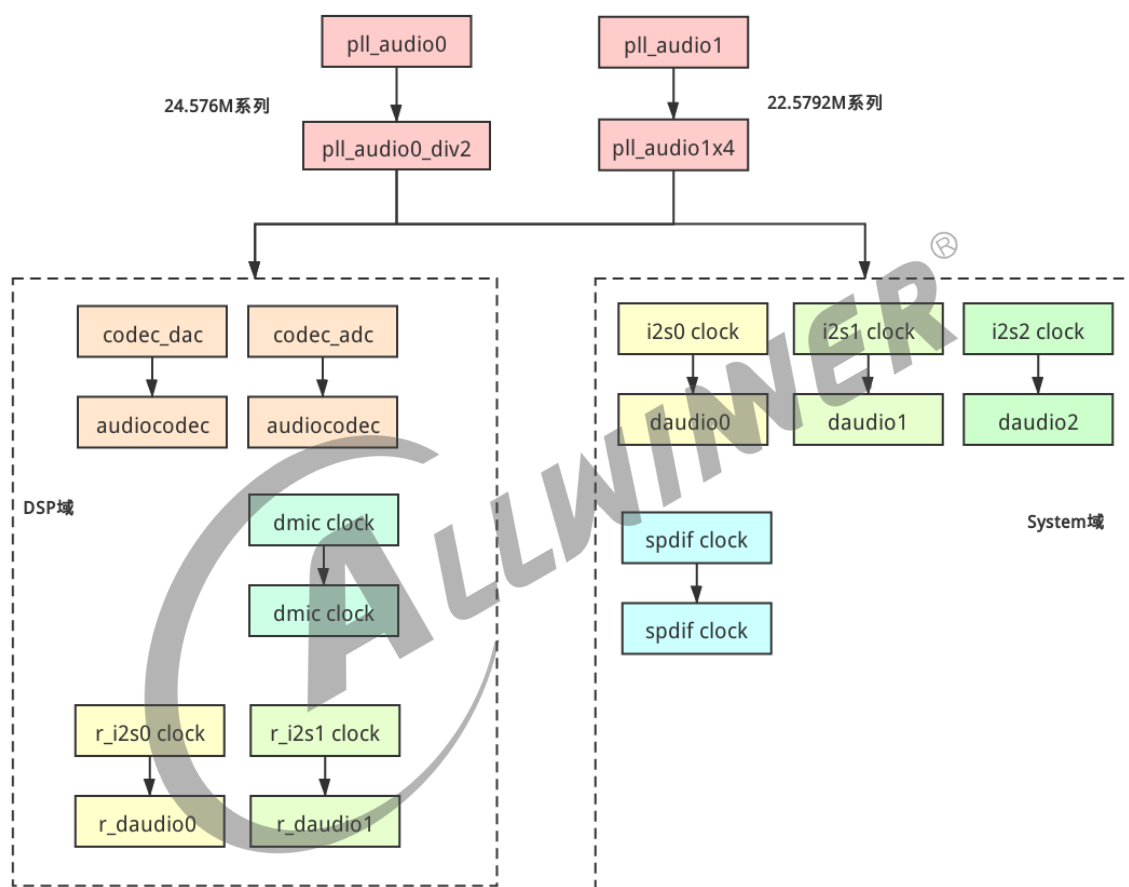 pll_audio0
pll_audio1
24.576M系列
22.5792M系列
pll_audio0_div2
pll_audio1x4
ALLWINNER®
codec_dac
codec_adc
i2s0 clock
i2s1 clock
i2s2 clock
audiocodec
audiocodec
daudio0
daudio1
daudio2
DSP域
dmic clock
System域
spdif clock
dmic clock
spdif clock
r_i2s0 clock
r_i2s1 clock
r_daudio0
r_daudio1